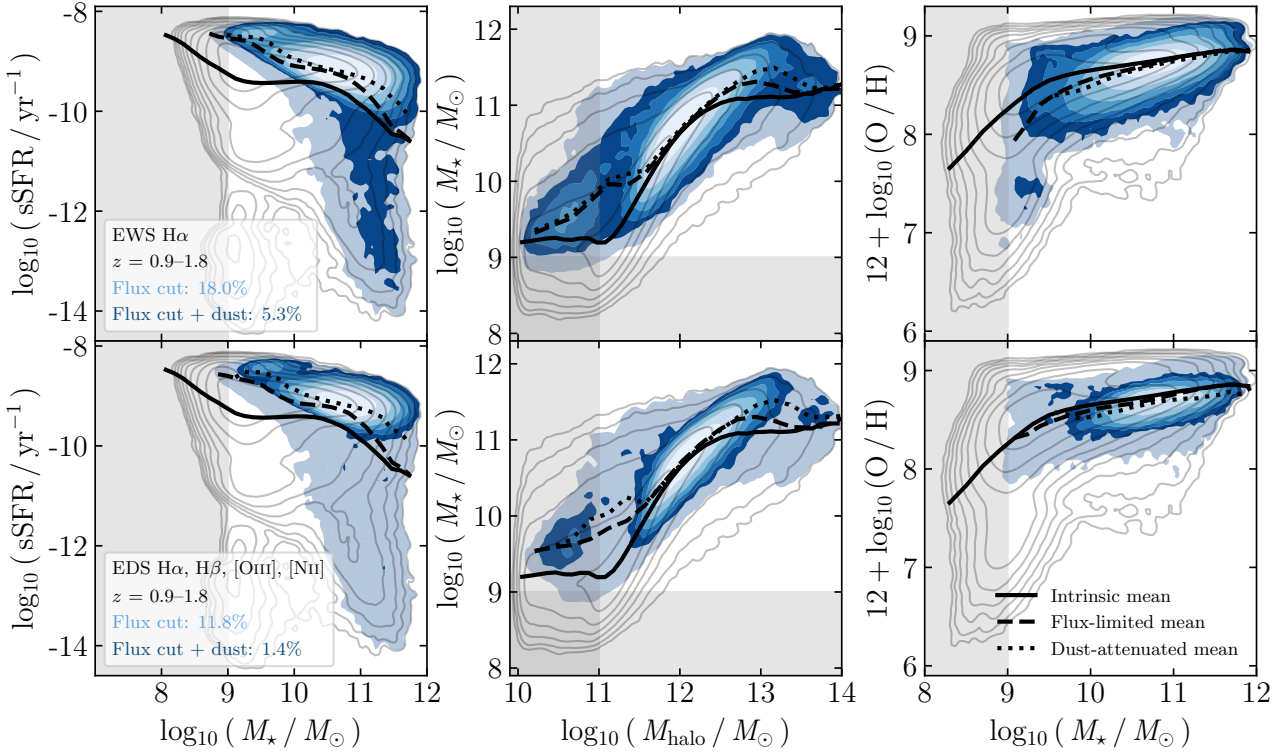 -8
-10
-12
-14
log₁₀ ( sSFR / yr⁻¹ )
EWS Hα
z = 0.9–1.8
Flux cut: 18.0%
Flux cut + dust: 5.3%
12
11
10
9
8
log₁₀ ( M⋆ / M⊙ )
9
8
7
6
12 + log₁₀(O / H)
-8
-10
-12
-14
log₁₀ ( sSFR / yr⁻¹ )
EDS Hα, Hβ, [OIII], [NII]
z = 0.9–1.8
Flux cut: 11.8%
Flux cut + dust: 1.4%
8 9 10 11 12
log₁₀ ( M⋆ / M⊙ )
12
11
10
9
8
log₁₀ ( M⋆ / M⊙ )
10 11 12 13 14
log₁₀ ( Mhalo / M⊙ )
9
8
7
6
12 + log₁₀(O / H)
Intrinsic mean
Flux-limited mean
Dust-attenuated mean
8 9 10 11 12
log₁₀ ( M⋆ / M⊙ )